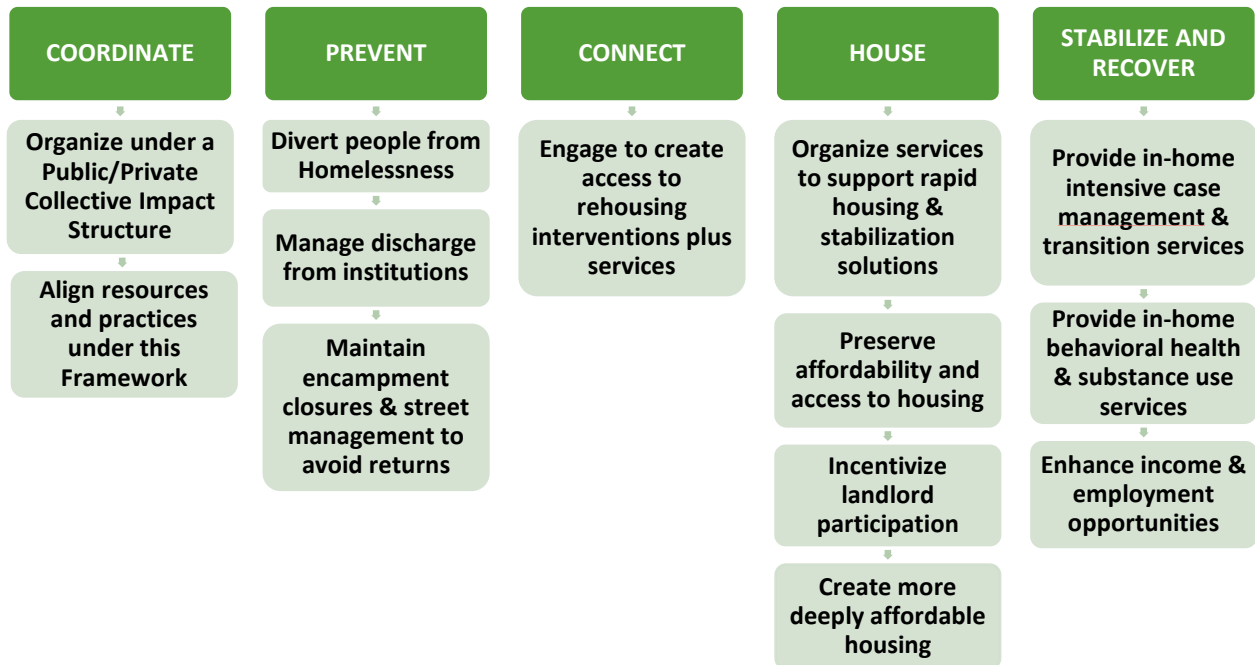 COORDINATE
Organize under a
Public/Private
Collective Impact
Structure
Align resources
and practices
under this
Framework
PREVENT
Divert people from
Homelessness
Manage discharge
from institutions
Maintain
encampment
closures & street
management to
avoid returns
CONNECT
Engage to create
access to
rehousing
interventions plus
services
HOUSE
Organize services
to support rapid
housing &
stabilization
solutions
Preserve
affordability and
access to housing
Incentivize
landlord
participation
Create more
deeply affordable
housing
STABILIZE AND
RECOVER
Provide in-home
intensive case
management &
transition services
Provide in-home
behavioral health
& substance use
services
Enhance income &
employment
opportunities